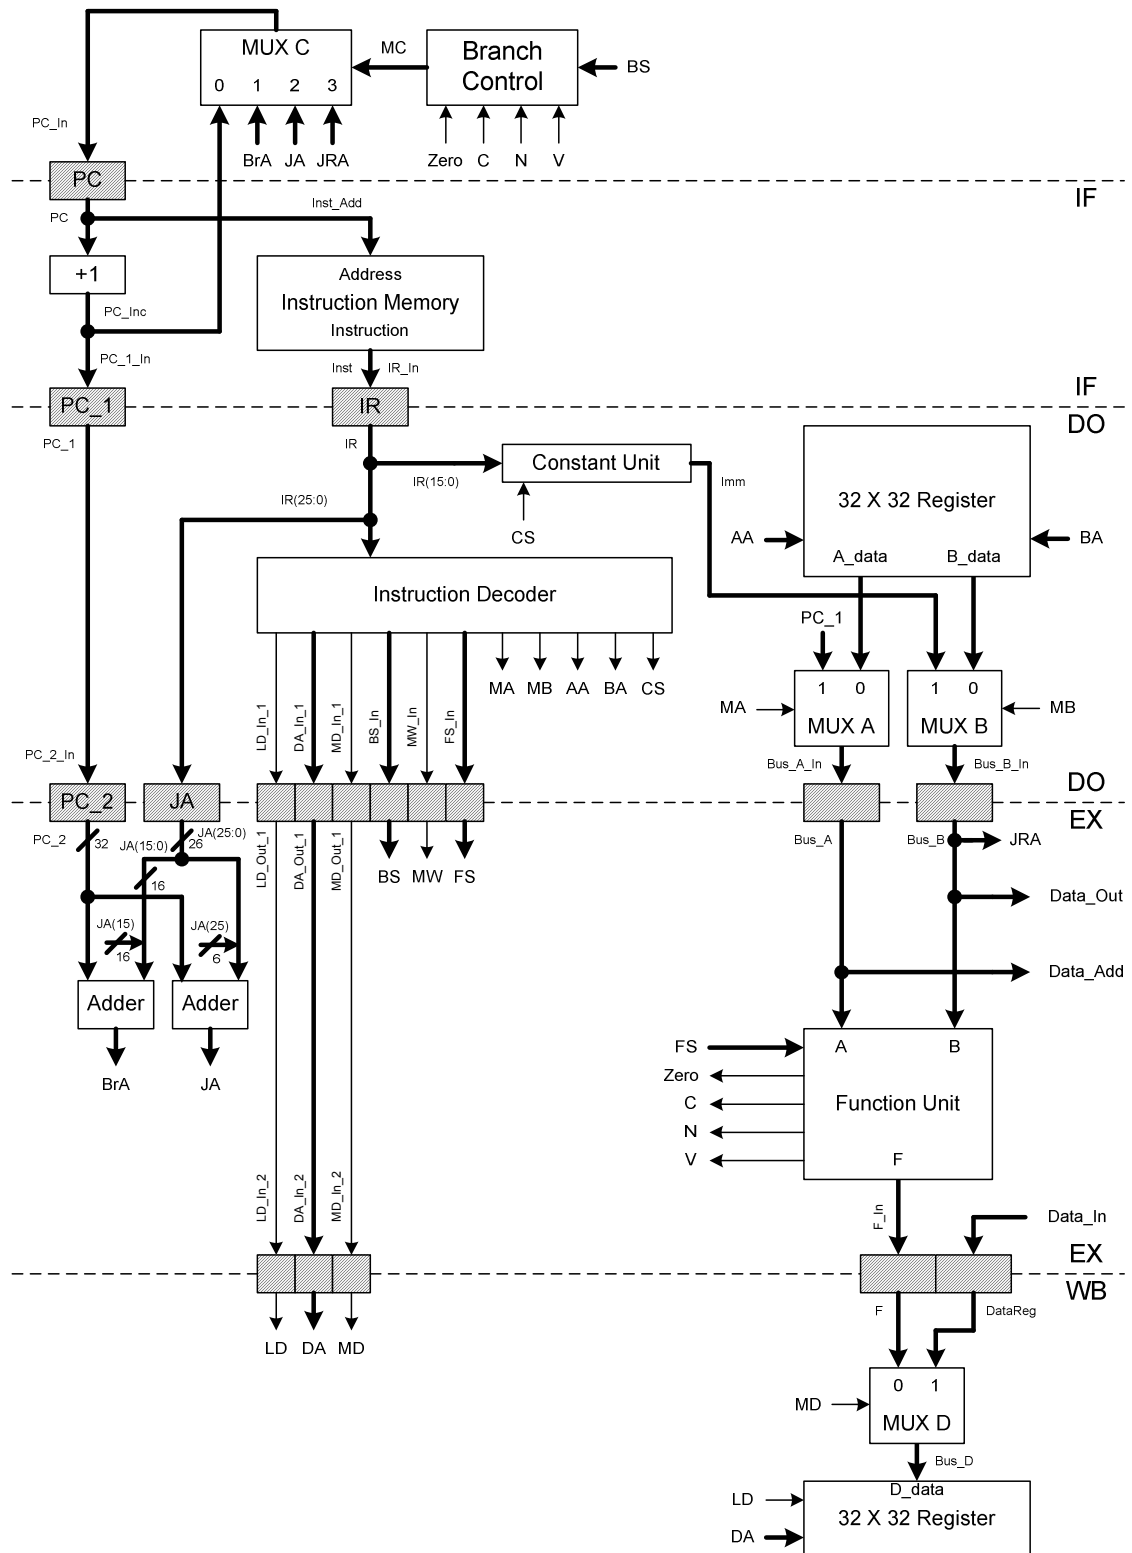 MUX C
0 1 2 3
MC
Branch
Control
BS
PC_In
BrA JA JRA
Zero C N V
PC
IF
PC
Inst_Add
+1
Address
Instruction Memory
Instruction
PC_Inc
PC_1_In
Inst
IR_In
PC_1
IR
IF
DO
PC_1
IR
IR(15:0)
Constant Unit
Imm
CS
IR(25:0)
32 X 32 Register
AA
BA
A_data
B_data
Instruction Decoder
PC_1
MA MB AA BA CS
LD_In_1
DA_In_1
MD_In_1
BS_In
MW_In
FS_In
1 0
MUX A
MA
1 0
MUX B
MB
Bus_A_In
Bus_B_In
PC_2_In
PC_2
JA
DO
EX
PC_2
32
JA(15:0)
JA(25:0)
26
16
LD_Out_1
DA_Out_1
MD_Out_1
BS MW FS
Bus_A
Bus_B
JRA
Data_Out
JA(15)
16
JA(25)
6
Data_Add
Adder
Adder
BrA
JA
FS
Zero
C
N
V
A
B
Function Unit
F
LD_In_2
DA_In_2
MD_In_2
F_In
Data_In
EX
WB
F
DataReg
LD DA MD
0 1
MUX D
MD
Bus_D
D_data
32 X 32 Register
LD
DA